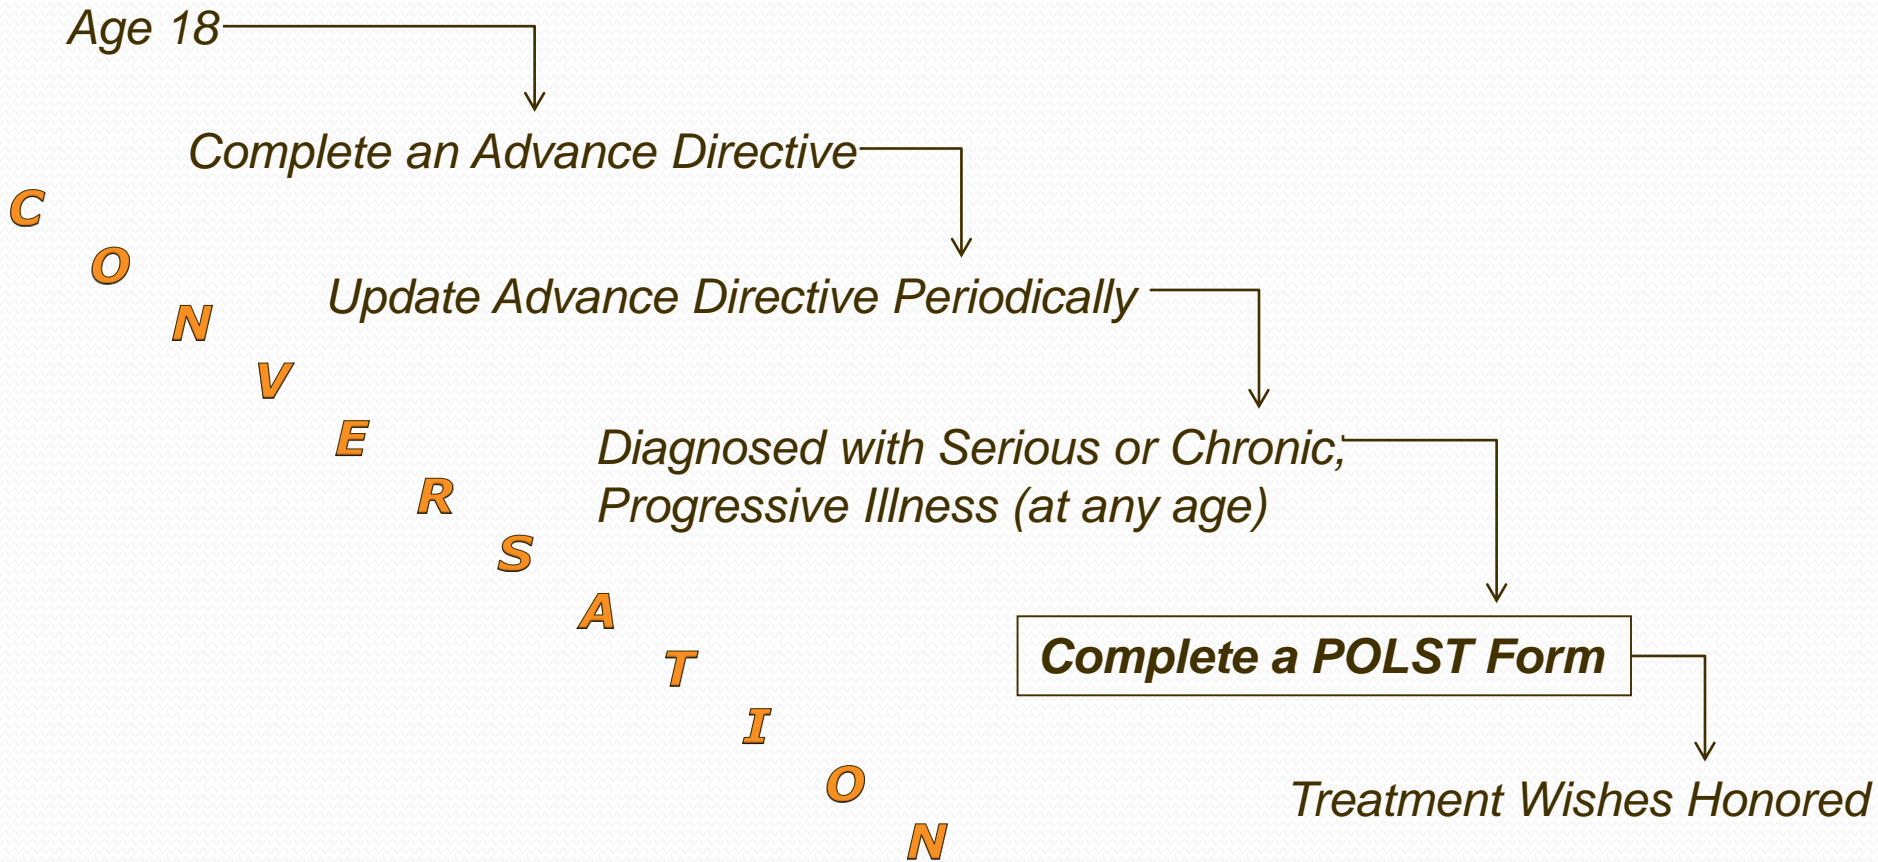 Age 18
Complete an Advance Directive
Update Advance Directive Periodically
Diagnosed with Serious or Chronic,
Progressive Illness (at any age)
Complete a POLST Form
Treatment Wishes Honored
CONVERSATION